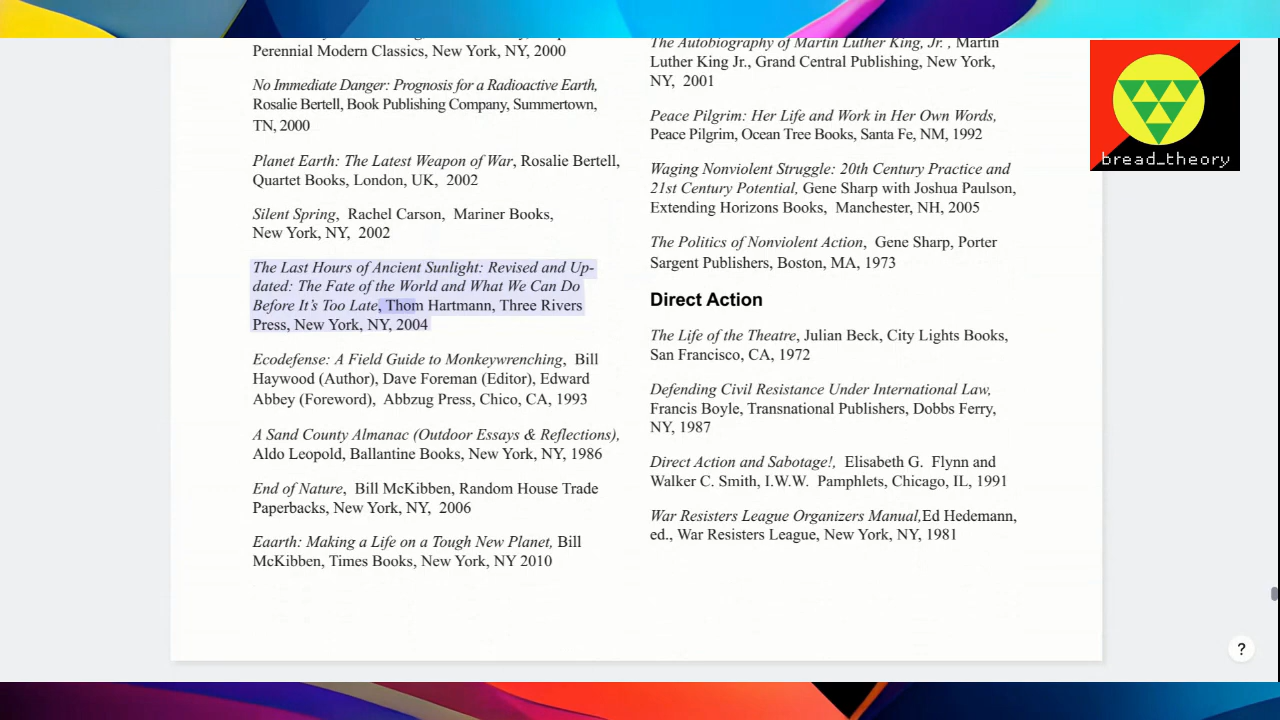 Perennial Modern Classics, New York, NY, 2000
No Immediate Danger: Prognosis for a Radioactive Earth,
Rosalie Bertell, Book Publishing Company, Summertown,
TN, 2000
Planet Earth: The Latest Weapon of War, Rosalie Bertell,
Quartet Books, London, UK, 2002
Silent Spring, Rachel Carson, Mariner Books,
New York, NY, 2002
The Last Hours of Ancient Sunlight: Revised and Up-
dated: The Fate of the World and What We Can Do
Before It's Too Late, Thom Hartmann, Three Rivers
Press, New York, NY, 2004
Ecodefense: A Field Guide to Monkeywrenching, Bill
Haywood (Author), Dave Foreman (Editor), Edward
Abbey (Foreword), Abbzug Press, Chico, CA, 1993
A Sand County Almanac (Outdoor Essays & Reflections),
Aldo Leopold, Ballantine Books, New York, NY, 1986
End of Nature, Bill McKibben, Random House Trade
Paperbacks, New York, NY, 2006
Eaarth: Making a Life on a Tough New Planet, Bill
McKibben, Times Books, New York, NY 2010
The Autobiography of Martin Luther King, Jr. , Martin
Luther King Jr., Grand Central Publishing, New York,
NY, 2001
Peace Pilgrim: Her Life and Work in Her Own Words,
Peace Pilgrim, Ocean Tree Books, Santa Fe, NM, 1992
Waging Nonviolent Struggle: 20th Century Practice and
21st Century Potential, Gene Sharp with Joshua Paulson,
Extending Horizons Books, Manchester, NH, 2005
The Politics of Nonviolent Action, Gene Sharp, Porter
Sargent Publishers, Boston, MA, 1973
Direct Action
The Life of the Theatre, Julian Beck, City Lights Books,
San Francisco, CA, 1972
Defending Civil Resistance Under International Law,
Francis Boyle, Transnational Publishers, Dobbs Ferry,
NY, 1987
Direct Action and Sabotage!, Elisabeth G. Flynn and
Walker C. Smith, I.W.W. Pamphlets, Chicago, IL, 1991
War Resisters League Organizers Manual,Ed Hedemann,
ed., War Resisters League, New York, NY, 1981
bread_theory
?